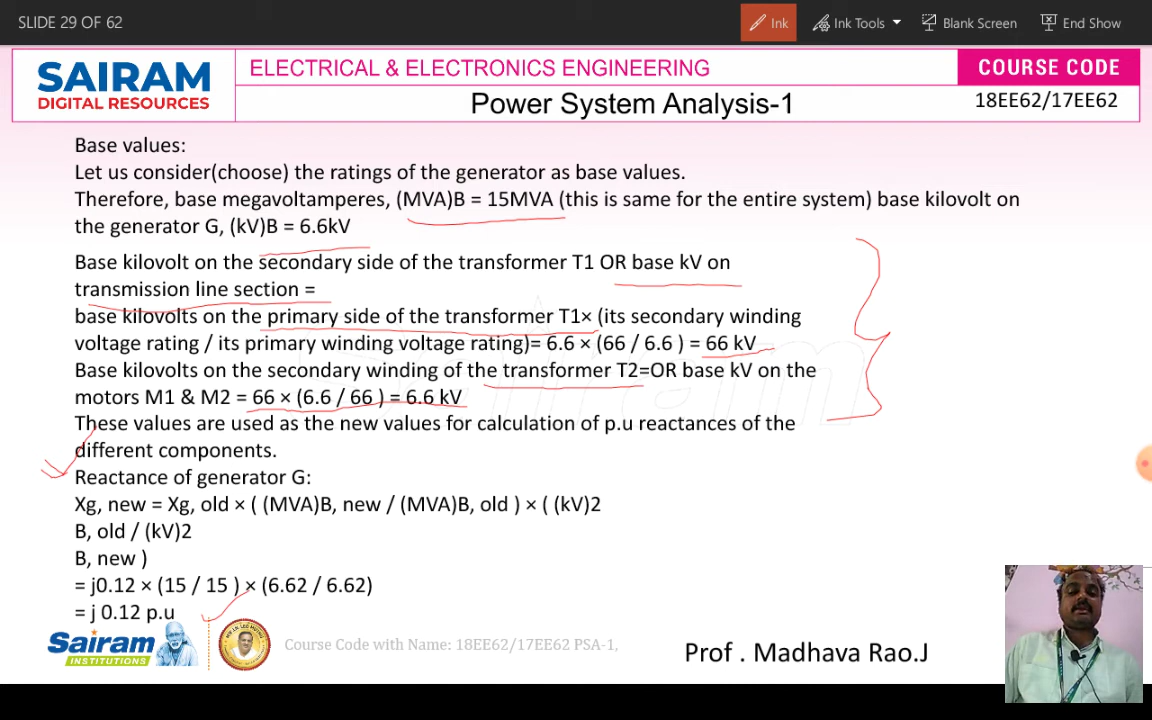 SLIDE 29 OF 62
Ink
Ink Tools
Blank Screen
End Show
SAIRAM
DIGITAL RESOURCES
ELECTRICAL & ELECTRONICS ENGINEERING
Power System Analysis-1
COURSE CODE
18EE62/17EE62
Base values:
Let us consider(choose) the ratings of the generator as base values.
Therefore, base megavoltamperes, (MVA)B = 15MVA (this is same for the entire system) base kilovolt on
the generator G, (kV)B = 6.6kV
Base kilovolt on the secondary side of the transformer T1 OR base kV on
transmission line section =
base kilovolts on the primary side of the transformer T1× (its secondary winding
voltage rating / its primary winding voltage rating)= 6.6 × (66 / 6.6 ) = 66 kV
Base kilovolts on the secondary winding of the transformer T2=OR base kV on the
motors M1 & M2 = 66 × (6.6 / 66 ) = 6.6 kV
These values are used as the new values for calculation of p.u reactances of the
different components.
Reactance of generator G:
Xg, new = Xg, old × ( (MVA)B, new / (MVA)B, old ) × ( (kV)2
B, old / (kV)2
B, new )
= j0.12 × (15 / 15 ) × (6.62 / 6.62)
= j 0.12 p.u
Sairam
INSTITUTIONS
Course Code with Name: 18EE62/17EE62 PSA-1,
Prof . Madhava Rao.J